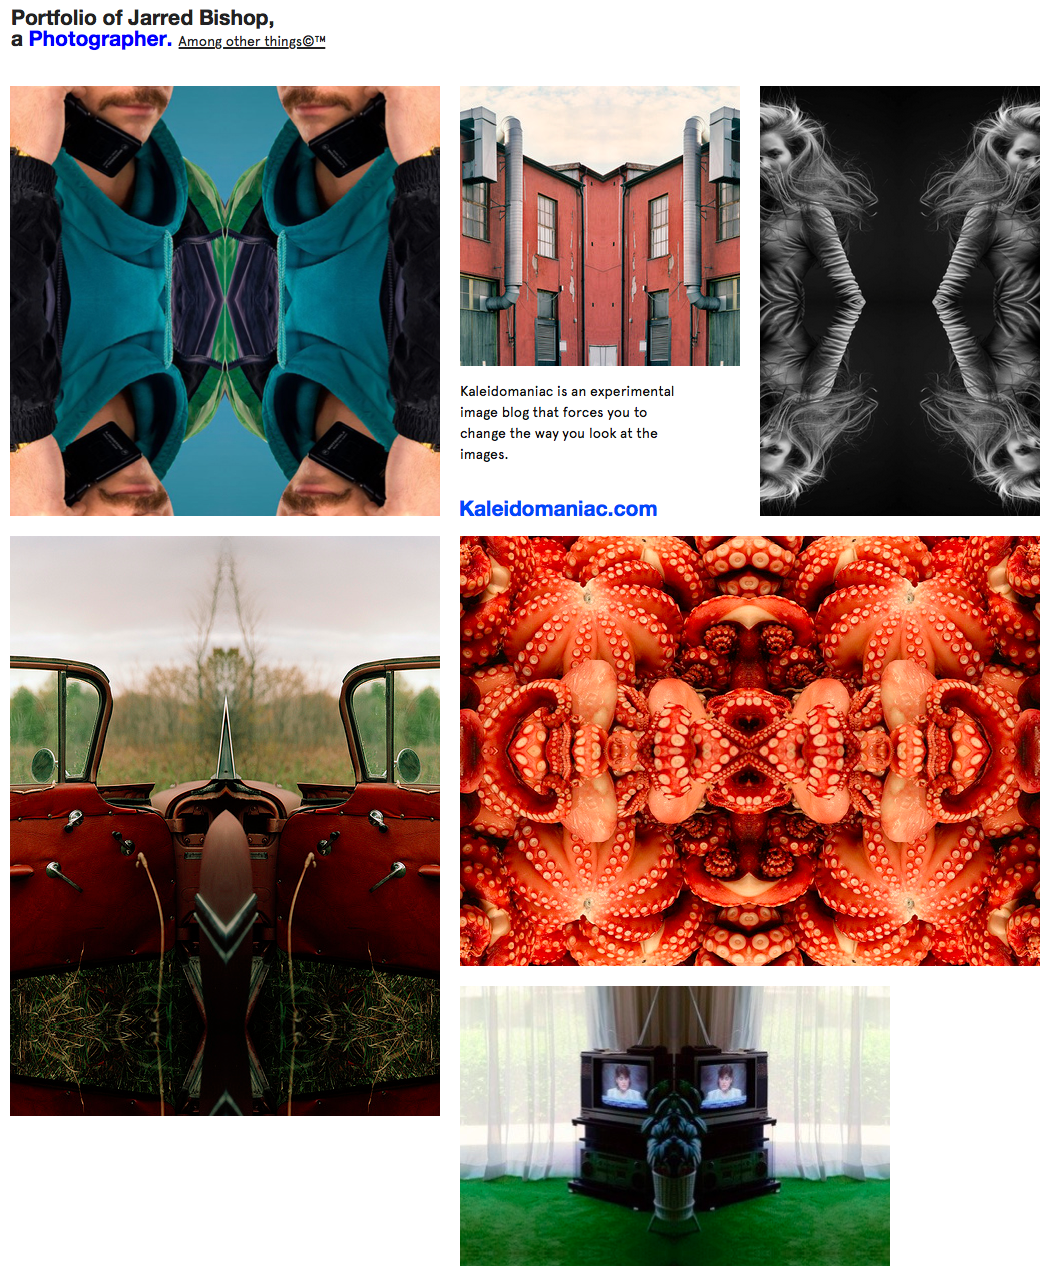 Portfolio of Jarred Bishop,
a Photographer. Among other things©™
Kaleidomaniac is an experimental
image blog that forces you to
change the way you look at the
images.
Kaleidomaniac.com